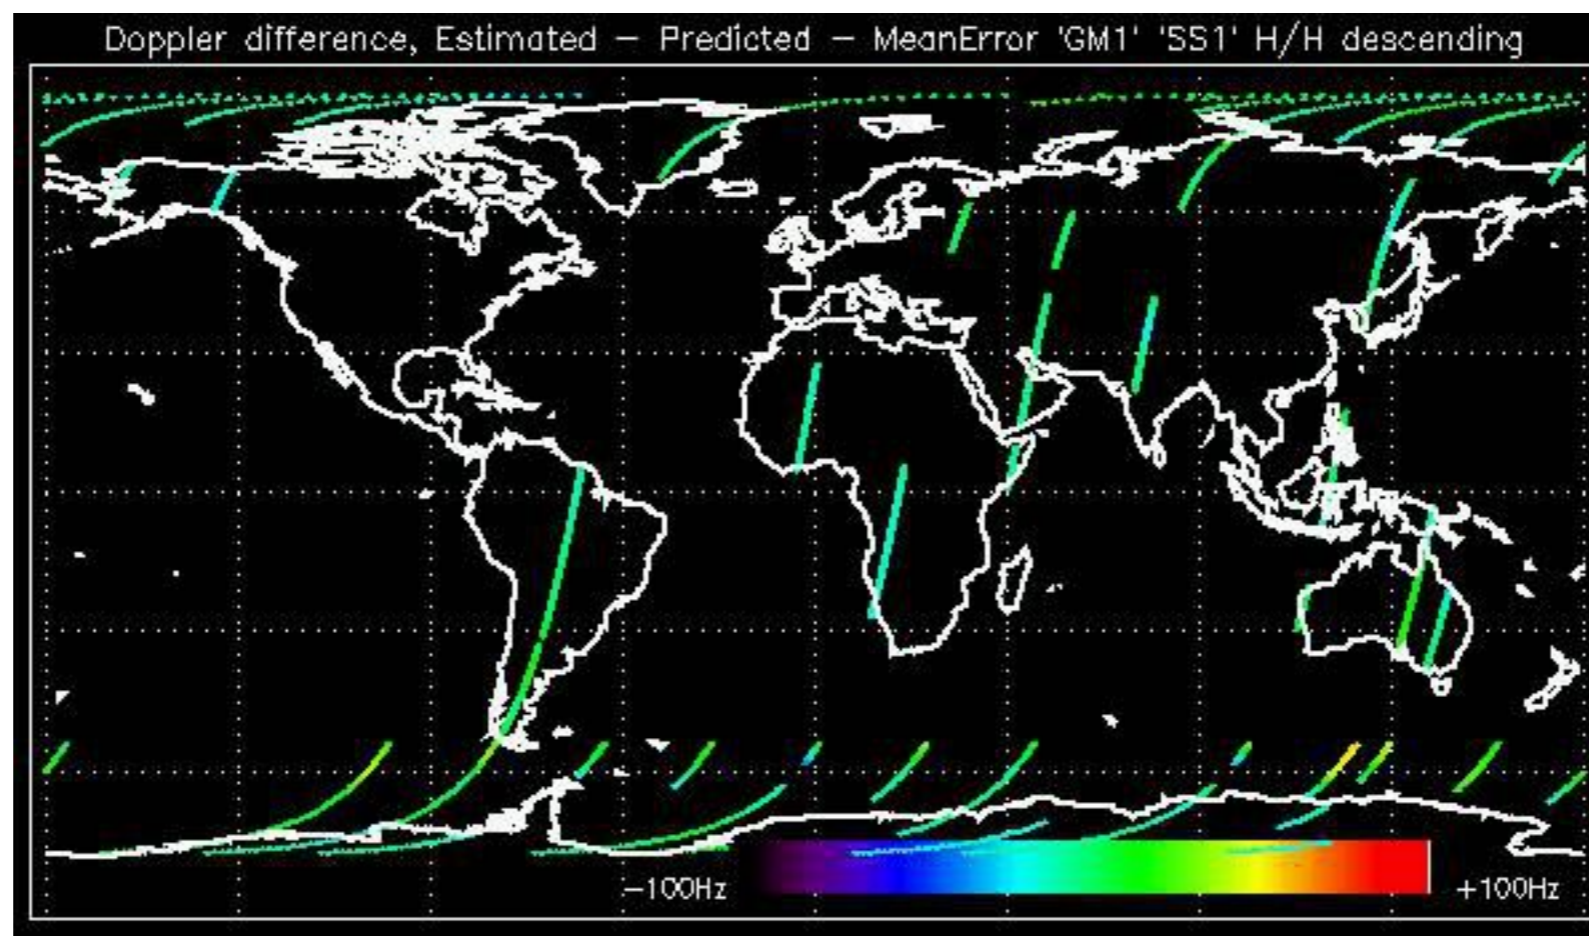 Doppler difference, Estimated – Predicted – MeanError 'GM1' 'SS1' H/H descending
–100Hz +100Hz